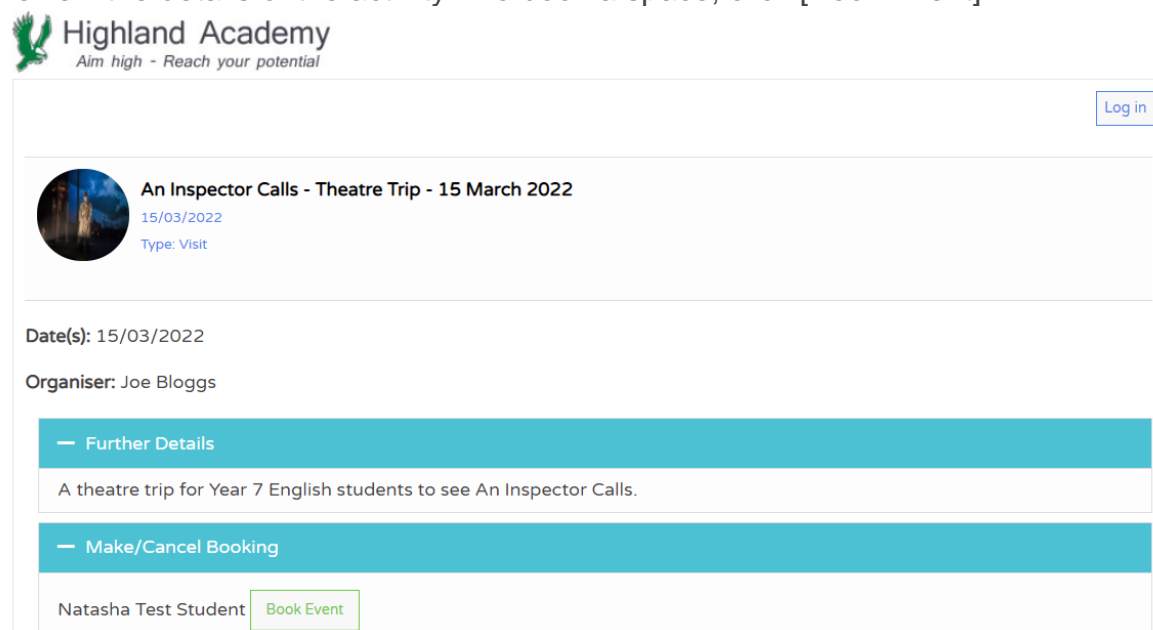 Highland Academy
Aim high - Reach your potential
Log in
An Inspector Calls - Theatre Trip - 15 March 2022
15/03/2022
Type: Visit
Date(s): 15/03/2022
Organiser: Joe Bloggs
Further Details
A theatre trip for Year 7 English students to see An Inspector Calls.
Make/Cancel Booking
Natasha Test Student Book Event